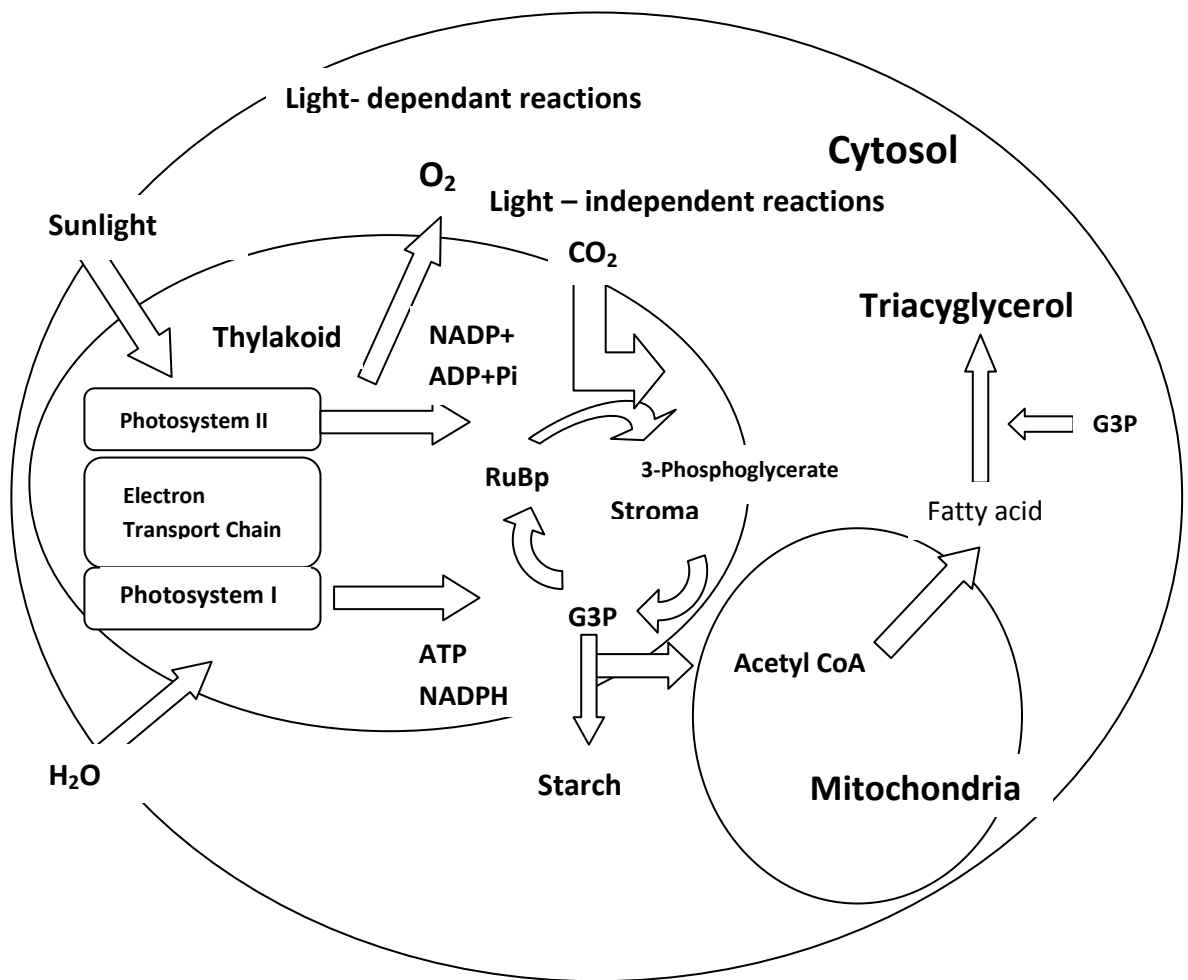 Light- dependant reactions
Cytosol
O₂
Light – independent reactions
Sunlight
CO₂
Triacyglycerol
Thylakoid
NADP+
ADP+Pi
Photosystem II
G3P
RuBp
3-Phosphoglycerate
Electron
Transport Chain
Stroma
Fatty acid
Photosystem I
G3P
ATP
NADPH
Acetyl CoA
H₂O
Starch
Mitochondria